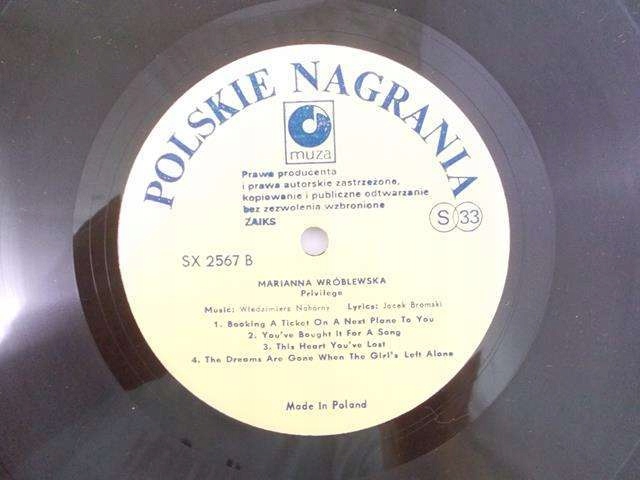 POLSKIE NAGRANIA
muza
Prawa producenta
i prawa autorskie zastrzeżone,
kopiowanie i publiczne odtwarzanie
bez zezwolenia wzbronione
ZAIKS
S 33
SX 2567 B
MARIANNA WRÓBLEWSKA
Privilege
Music: Włodzimierz Nahorny Lyrics: Jacek Bromski
1. Booking A Ticket On A Next Plane To You
2. You've Bought It For A Song
3. This Heart You've Lost
4. The Dreams Are Gone When The Girl's Left Alone
Made in Poland